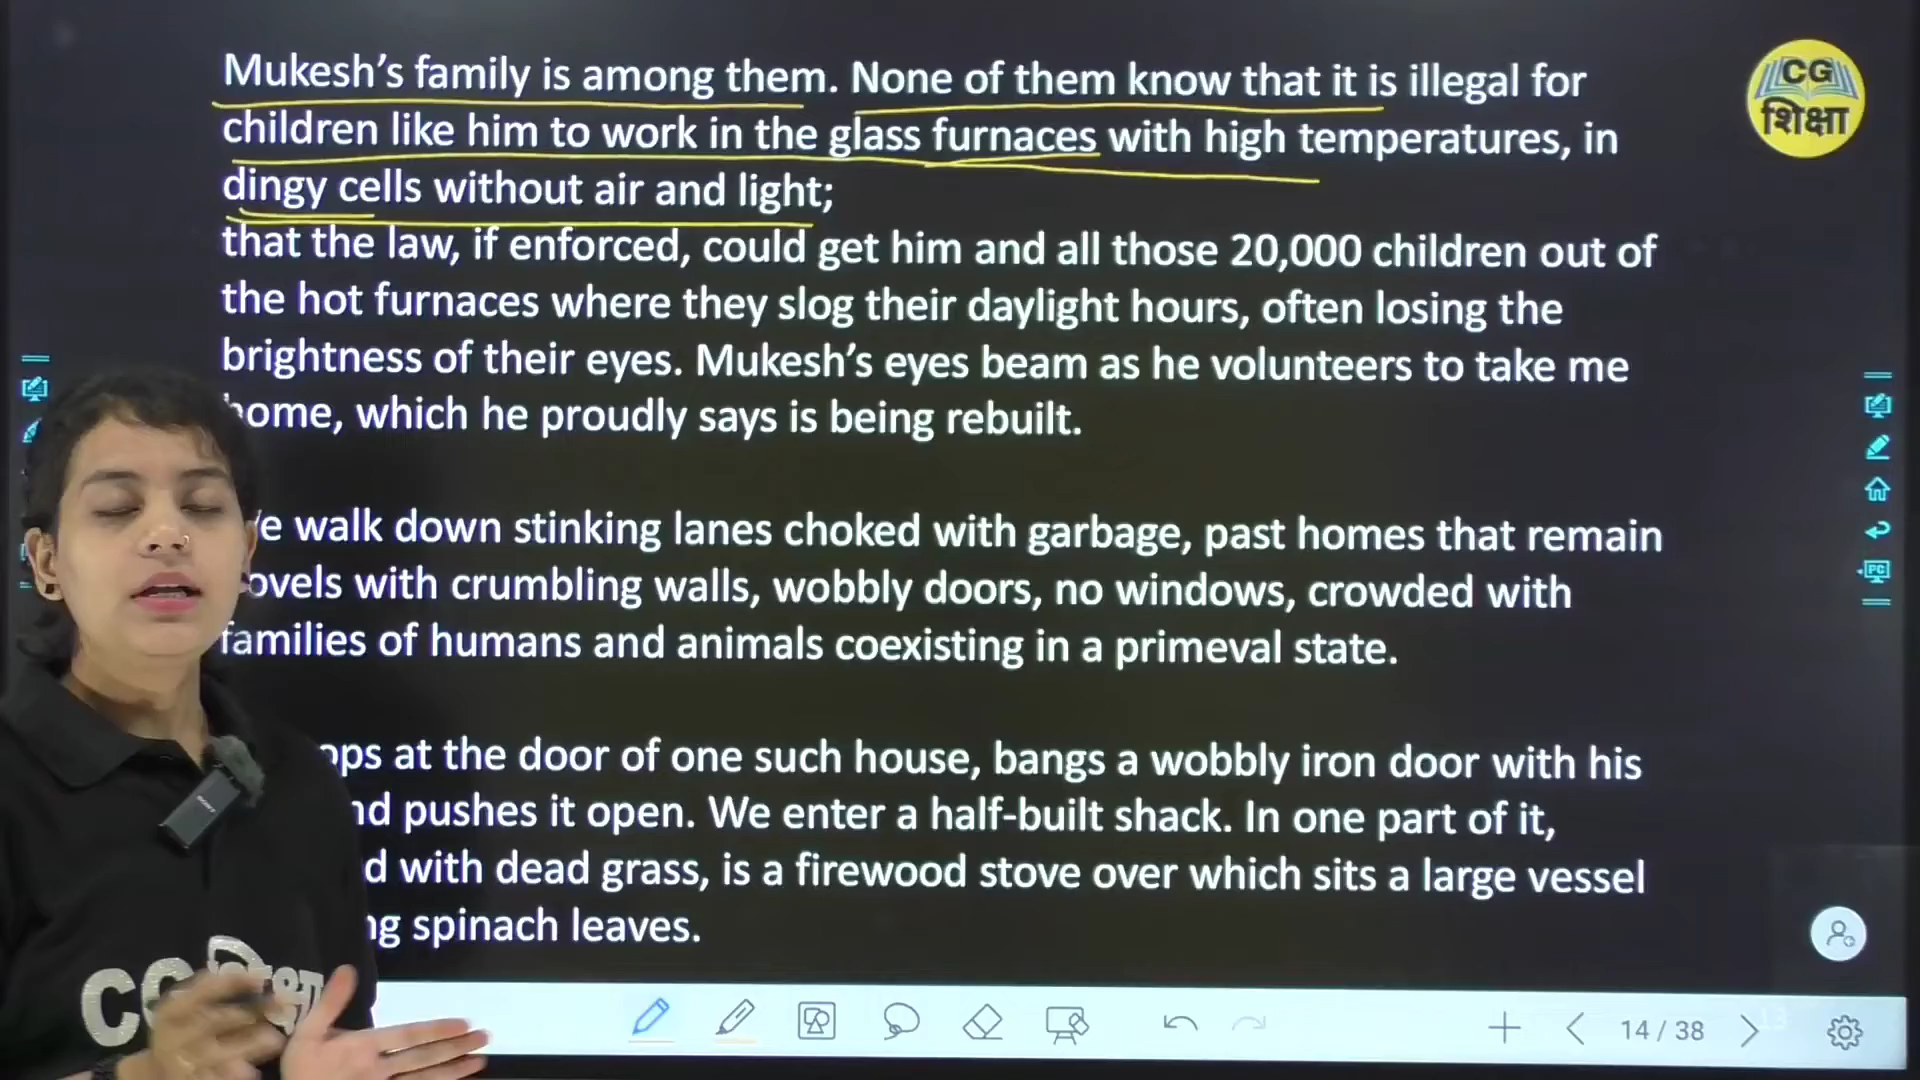 Mukesh's family is among them. None of them know that it is illegal for
children like him to work in the glass furnaces with high temperatures, in
dingy cells without air and light;
that the law, if enforced, could get him and all those 20,000 children out of
the hot furnaces where they slog their daylight hours, often losing the
brightness of their eyes. Mukesh's eyes beam as he volunteers to take me
home, which he proudly says is being rebuilt.
walk down stinking lanes choked with garbage, past homes that remain
with crumbling walls, wobbly doors, no windows, crowded with
families of humans and animals coexisting in a primeval state.
at the door of one such house, bangs a wobbly iron door with his
pushes it open. We enter a half-built shack. In one part of it,
with dead grass, is a firewood stove over which sits a large vessel
spinach leaves.
CG
शिक्षा
PC
CG
SONY
14 / 38
13